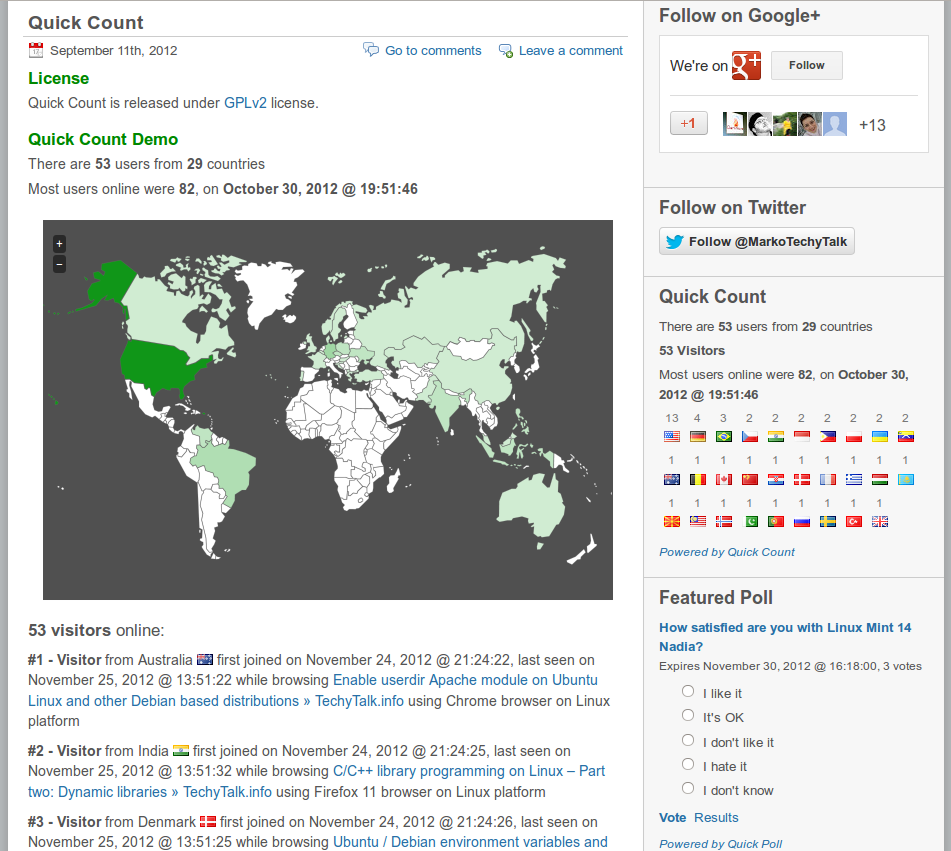 Quick Count
September 11th, 2012
Go to comments
Leave a comment
License
Quick Count is released under GPLv2 license.
Quick Count Demo
There are 53 users from 29 countries
Most users online were 82, on October 30, 2012 @ 19:51:46
+
−
53 visitors online:
#1 - Visitor from Australia first joined on November 24, 2012 @ 21:24:22, last seen on
November 25, 2012 @ 13:51:22 while browsing Enable userdir Apache module on Ubuntu
Linux and other Debian based distributions » TechyTalk.info using Chrome browser on Linux
platform
#2 - Visitor from India first joined on November 24, 2012 @ 21:24:25, last seen on
November 25, 2012 @ 13:51:32 while browsing C/C++ library programming on Linux – Part
two: Dynamic libraries » TechyTalk.info using Firefox 11 browser on Linux platform
#3 - Visitor from Denmark first joined on November 24, 2012 @ 21:24:26, last seen on
November 25, 2012 @ 13:51:25 while browsing Ubuntu / Debian environment variables and
Follow on Google+
We're on g+ Follow
+1 +13
Follow on Twitter
Follow @MarkoTechyTalk
Quick Count
There are 53 users from 29 countries
53 Visitors
Most users online were 82, on October 30,
2012 @ 19:51:46
13 4 3 2 2 2 2 2 2 2
1 1 1 1 1 1 1 1 1 1
1 1 1 1 1 1 1 1 1
Powered by Quick Count
Featured Poll
How satisfied are you with Linux Mint 14
Nadia?
Expires November 30, 2012 @ 16:18:00, 3 votes
I like it
It's OK
I don't like it
I hate it
I don't know
Vote Results
Powered by Quick Poll